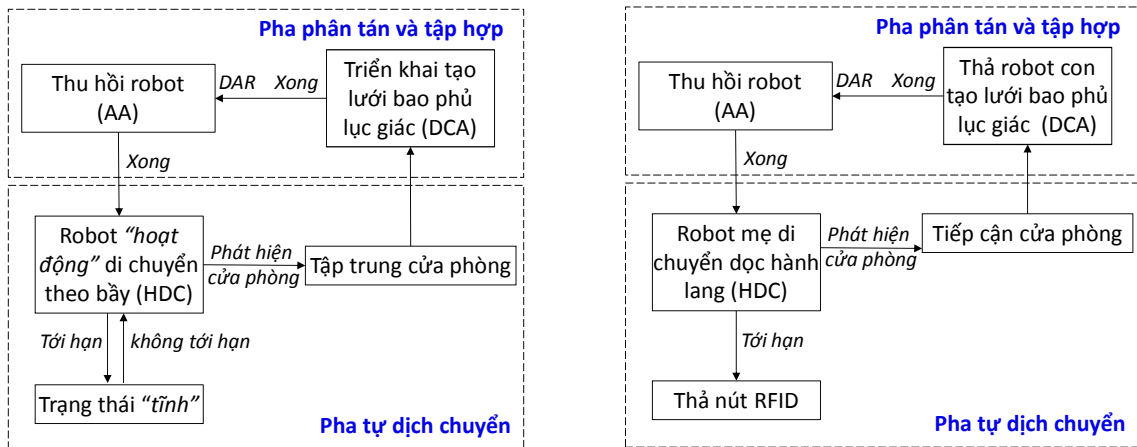 Pha phân tán và tập hợp
Thu hồi robot
(AA)
DAR Xong
Triển khai tạo
lưới bao phủ
lục giác (DCA)
Xong
Robot “hoạt
động” di chuyển
theo bầy (HDC)
Phát hiện
cửa phòng
Tập trung cửa phòng
Tới hạn
không tới hạn
Trạng thái “tĩnh”
Pha tự dịch chuyển
Pha phân tán và tập hợp
Thu hồi robot
(AA)
DAR Xong
Thả robot con
tạo lưới bao phủ
lục giác (DCA)
Xong
Robot mẹ di
chuyển dọc hành
lang (HDC)
Phát hiện
cửa phòng
Tiếp cận cửa phòng
Tới hạn
Thả nút RFID
Pha tự dịch chuyển